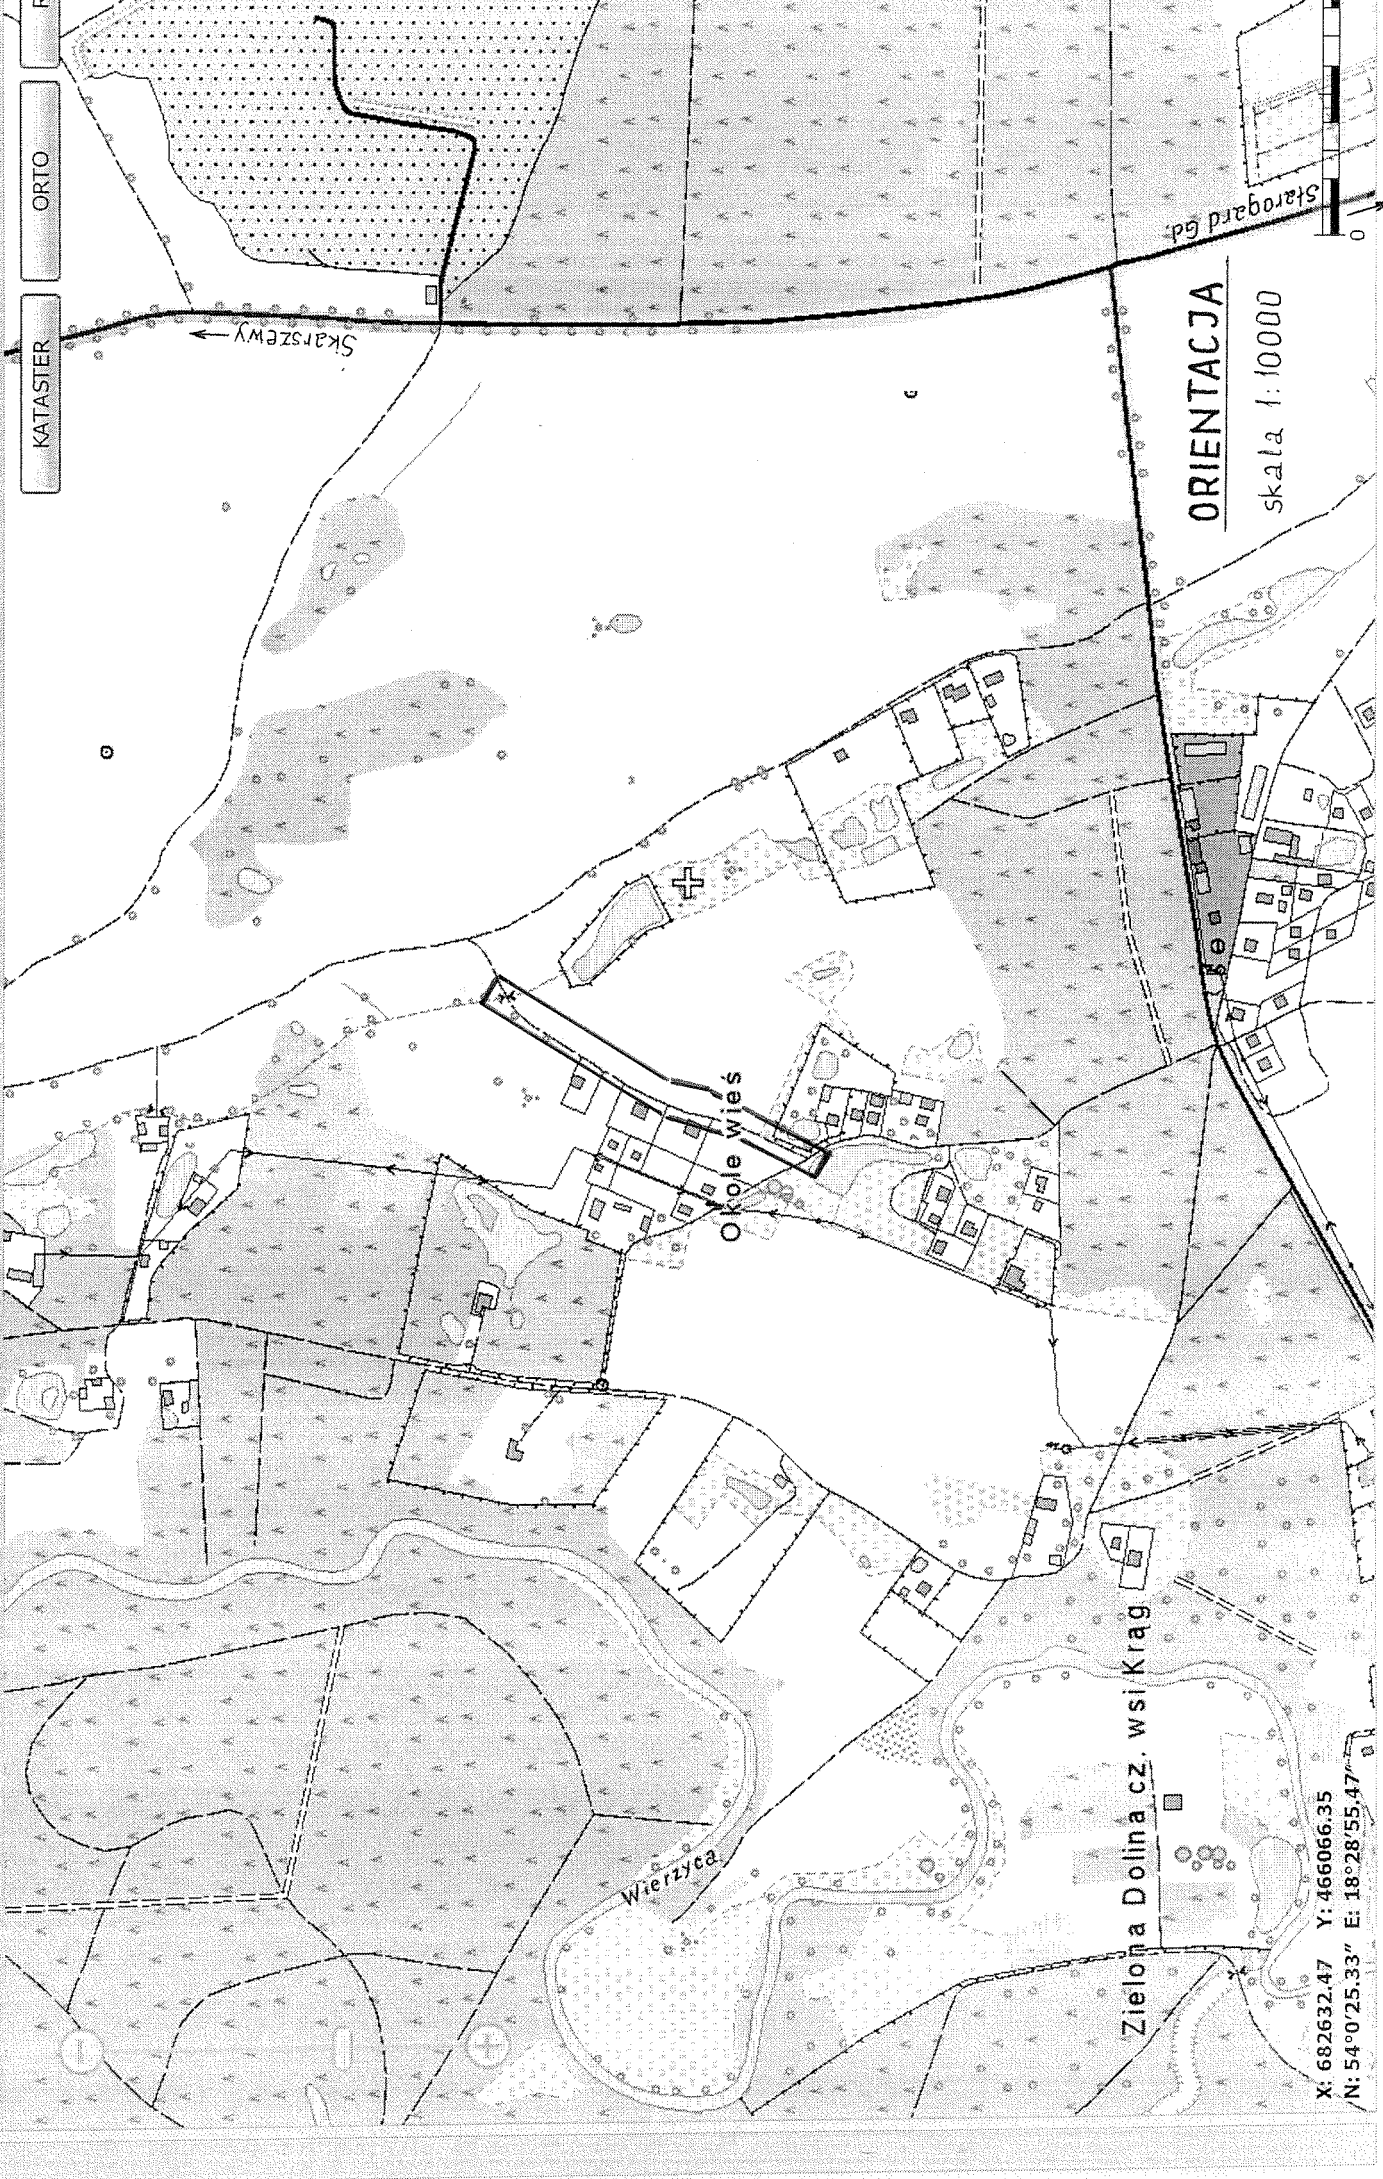 KATASTER
ORTO
← Skarszewy
Starogard Gd.
0
ORIENTACJA
skala 1:10000
Okole wieś
Wierzyca
Zielona Dolina cz. wsi Krąg
X: 682632.47 Y: 466066.35
N: 54°0'25.33" E: 18°28'55.47"